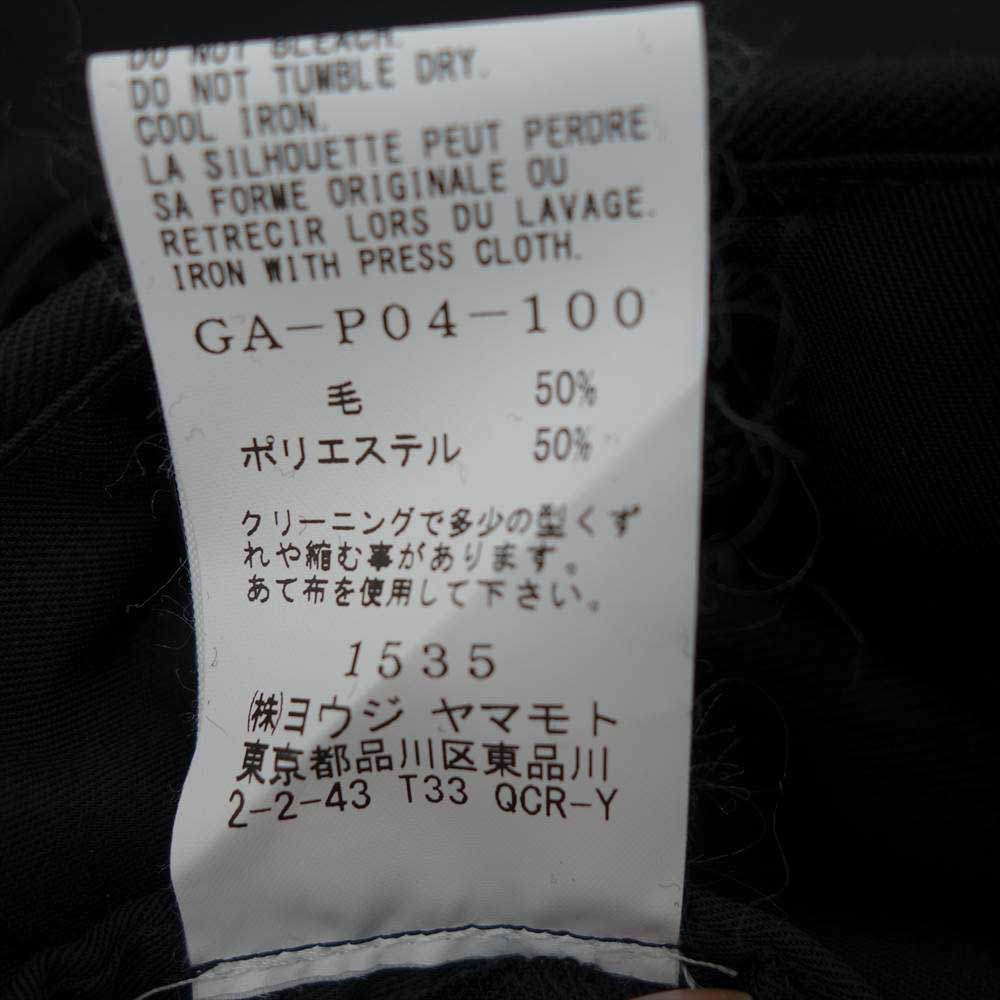 DO NOT BLEACH.
DO NOT TUMBLE DRY.
COOL IRON.
LA SILHOUETTE PEUT PERDRE
SA FORME ORIGINALE OU
RETRECIR LORS DU LAVAGE.
IRON WITH PRESS CLOTH.
GA-P04-100
毛 50%
ポリエステル 50%
クリーニングで多少の型くず
れや縮む事があります。
あて布を使用して下さい。
1535
㈱ヨウジ ヤマモト
東京都品川区東品川
2-2-43 T33 QCR-Y